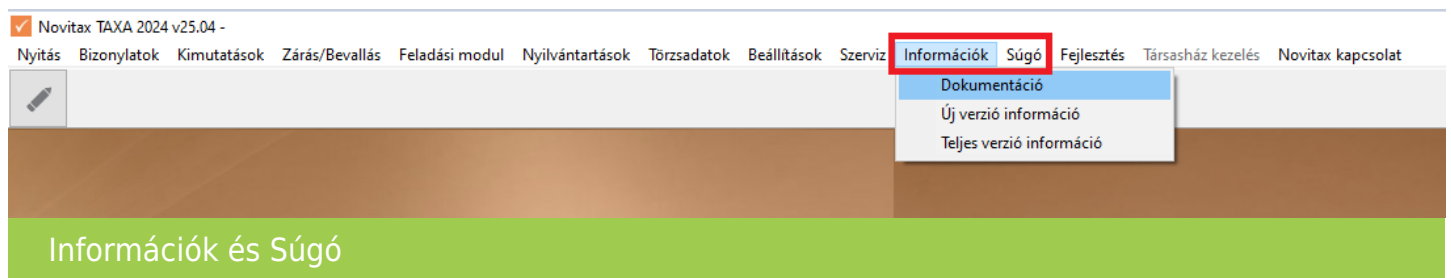 Novitax TAXA 2024 v25.04 -
Nyitás Bizonylatok Kimutatások Zárás/Bevallás Feladási modul Nyilvántartások Törzsadatok Beállítások Szerviz Információk Súgó Fejlesztés Társasház kezelés Novitax kapcsolat
Dokumentáció
Új verzió információ
Teljes verzió információ
Információk és Súgó